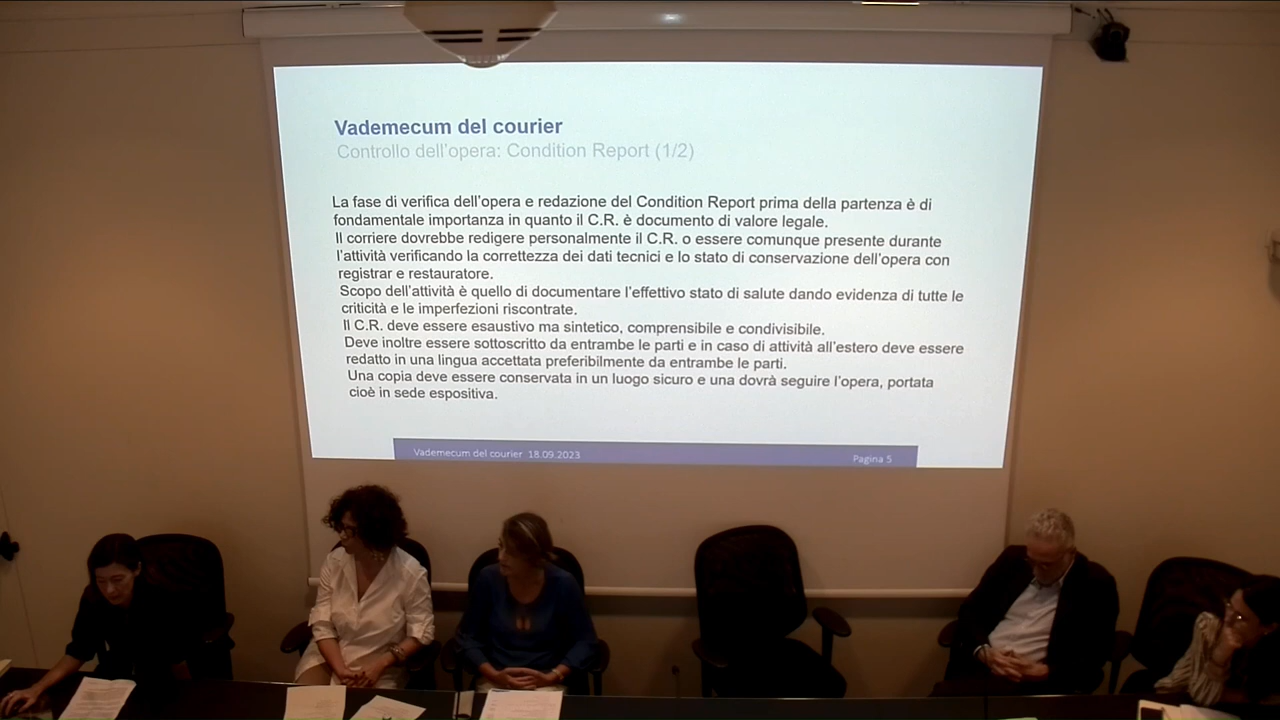 Vademecum del courier
Controllo dell'opera: Condition Report (1/2)
La fase di verifica dell'opera e redazione del Condition Report prima della partenza è di
fondamentale importanza in quanto il C.R. è documento di valore legale.
Il corriere dovrebbe redigere personalmente il C.R. o essere comunque presente durante
l'attività verificando la correttezza dei dati tecnici e lo stato di conservazione dell'opera con
registrar e restauratore.
Scopo dell'attività è quello di documentare l'effettivo stato di salute dando evidenza di tutte le
criticità e le imperfezioni riscontrate.
Il C.R. deve essere esaustivo ma sintetico, comprensibile e condivisibile.
Deve inoltre essere sottoscritto da entrambe le parti e in caso di attività all'estero deve essere
redatto in una lingua accettata preferibilmente da entrambe le parti.
Una copia deve essere conservata in un luogo sicuro e una dovrà seguire l'opera, portata
cioè in sede espositiva.
Vademecum del courier 18.09.2023
Pagina 5